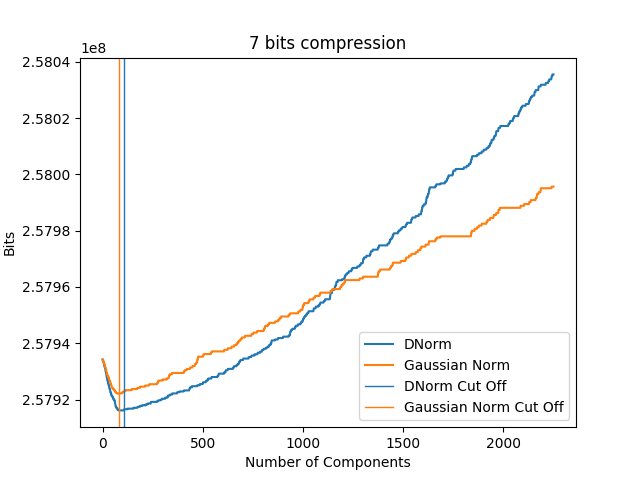 7 bits compression
1e8
2.5804
2.5802
2.5800
2.5798
2.5796
2.5794
2.5792
Bits
0 500 1000 1500 2000
Number of Components
DNorm
Gaussian Norm
DNorm Cut Off
Gaussian Norm Cut Off